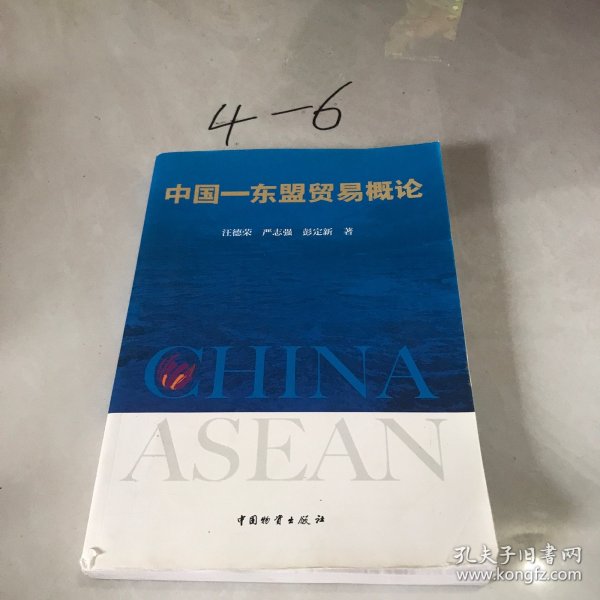 4-6
中国—东盟贸易概论
汪德荣 严志强 彭定新 著
CHINA
ASEAN
中国物资出版社
孔夫子旧书网
www.kongfz.com